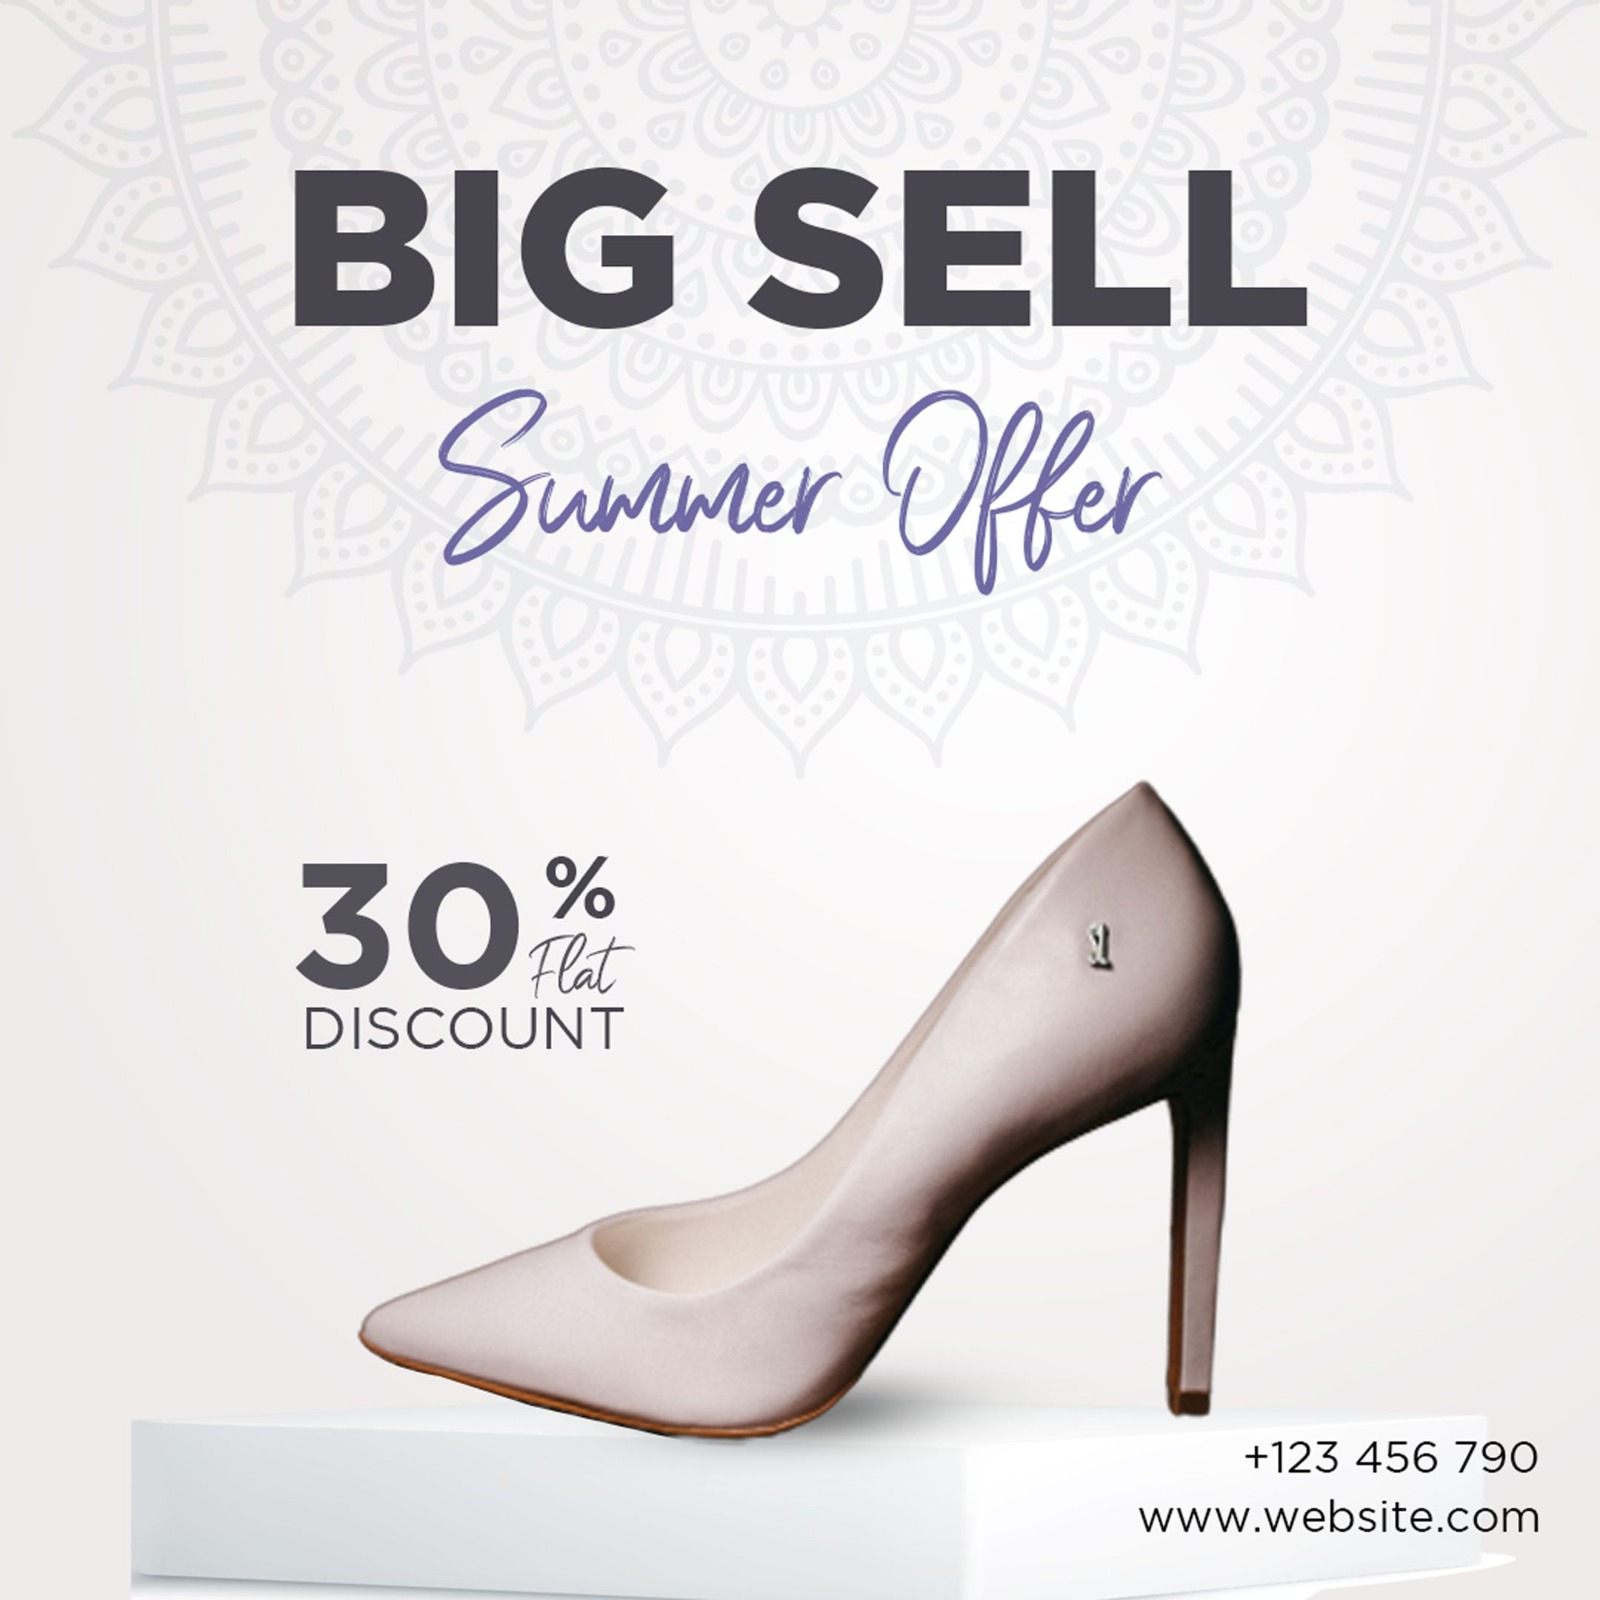 BIG SELL
Summer Offer
30%
Flat
DISCOUNT
+123 456 790
www.website.com